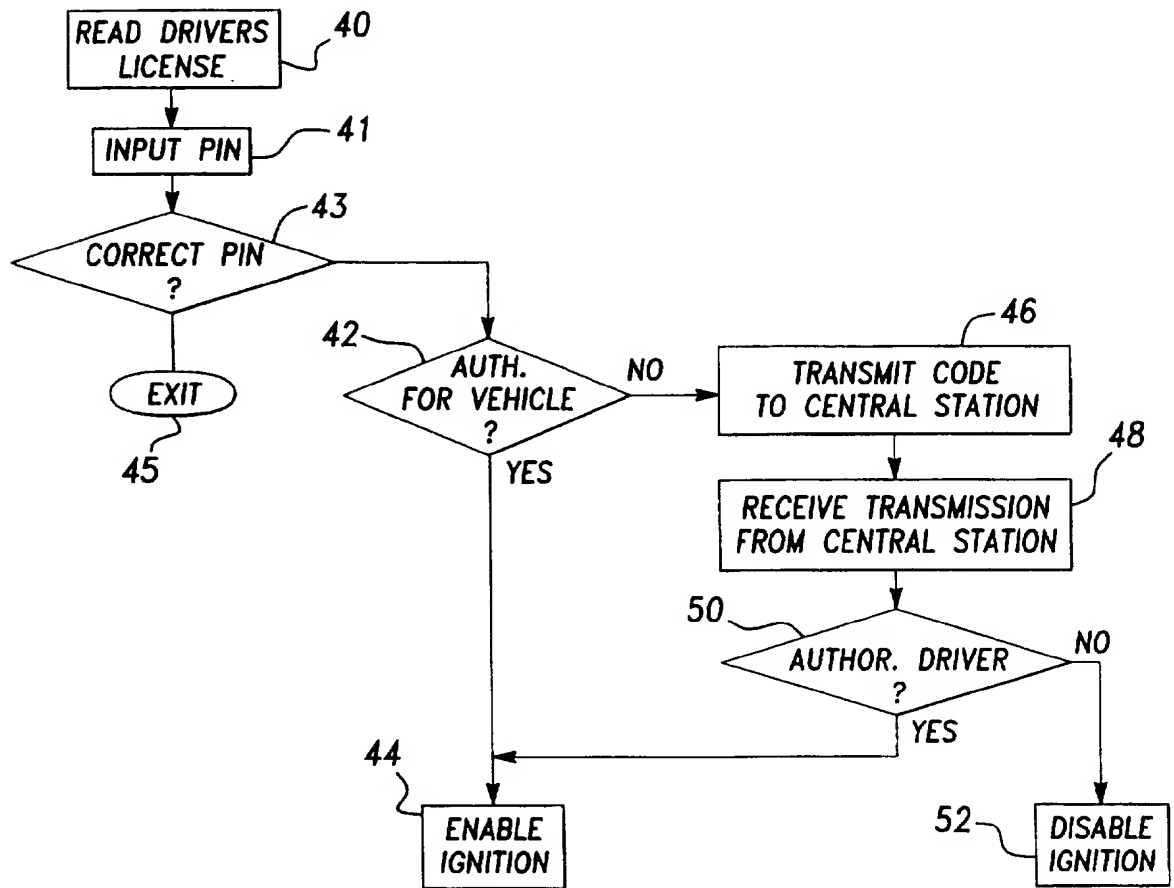 READ DRIVERS
LICENSE
40
INPUT PIN
41
43
CORRECT PIN
?
EXIT
45
42
AUTH.
FOR VEHICLE
?
NO
YES
46
TRANSMIT CODE
TO CENTRAL STATION
48
RECEIVE TRANSMISSION
FROM CENTRAL STATION
50
AUTHOR. DRIVER
?
NO
YES
44
ENABLE
IGNITION
52
DISABLE
IGNITION